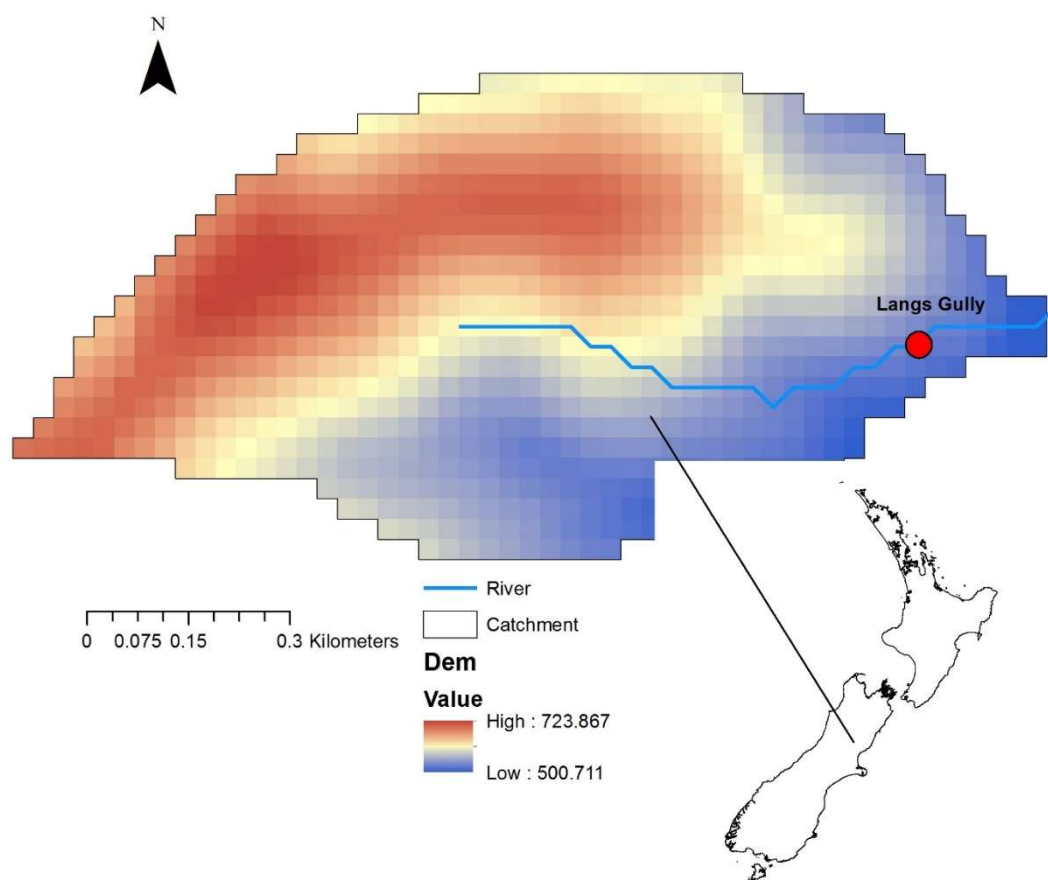 N
Langs Gully
River
Catchment
0 0.075 0.15 0.3 Kilometers
Dem
Value
High : 723.867
Low : 500.711